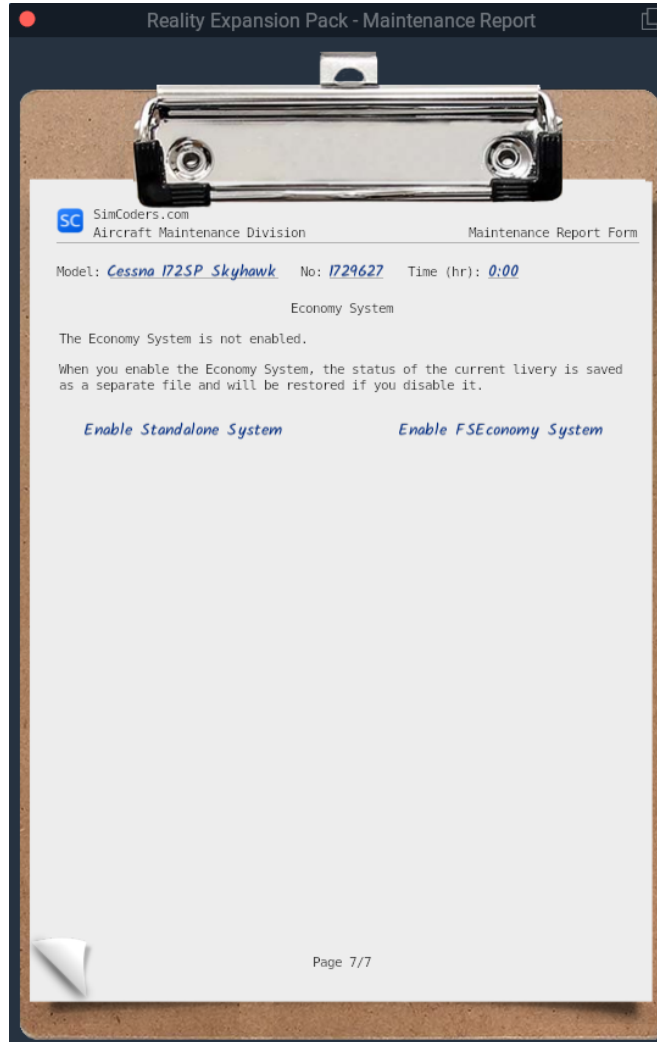 Reality Expansion Pack - Maintenance Report
SC
SimCoders.com
Aircraft Maintenance Division Maintenance Report Form
Model: Cessna 172SP Skyhawk No: 1729627 Time (hr): 0:00
Economy System
The Economy System is not enabled.
When you enable the Economy System, the status of the current livery is saved
as a separate file and will be restored if you disable it.
Enable Standalone System Enable FSEconomy System
Page 7/7